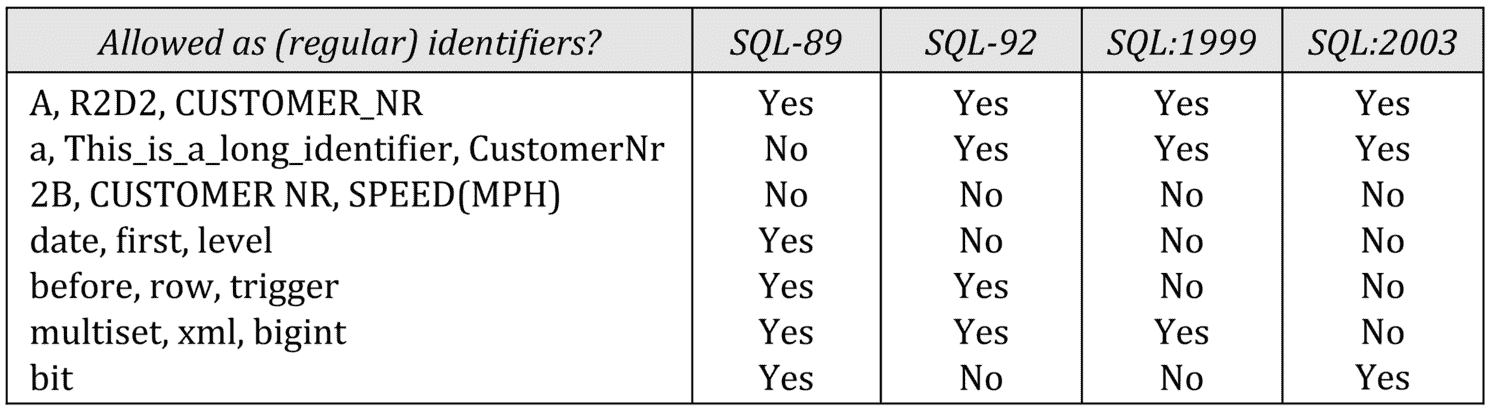 Allowed as (regular) identifiers? SQL-89 SQL-92 SQL:1999 SQL:2003
A, R2D2, CUSTOMER_NR Yes Yes Yes Yes
a, This_is_a_long_identifier, CustomerNr No Yes Yes Yes
2B, CUSTOMER NR, SPEED(MPH) No No No No
date, first, level Yes No No No
before, row, trigger Yes Yes No No
multiset, xml, bigint Yes Yes Yes No
bit Yes No No Yes